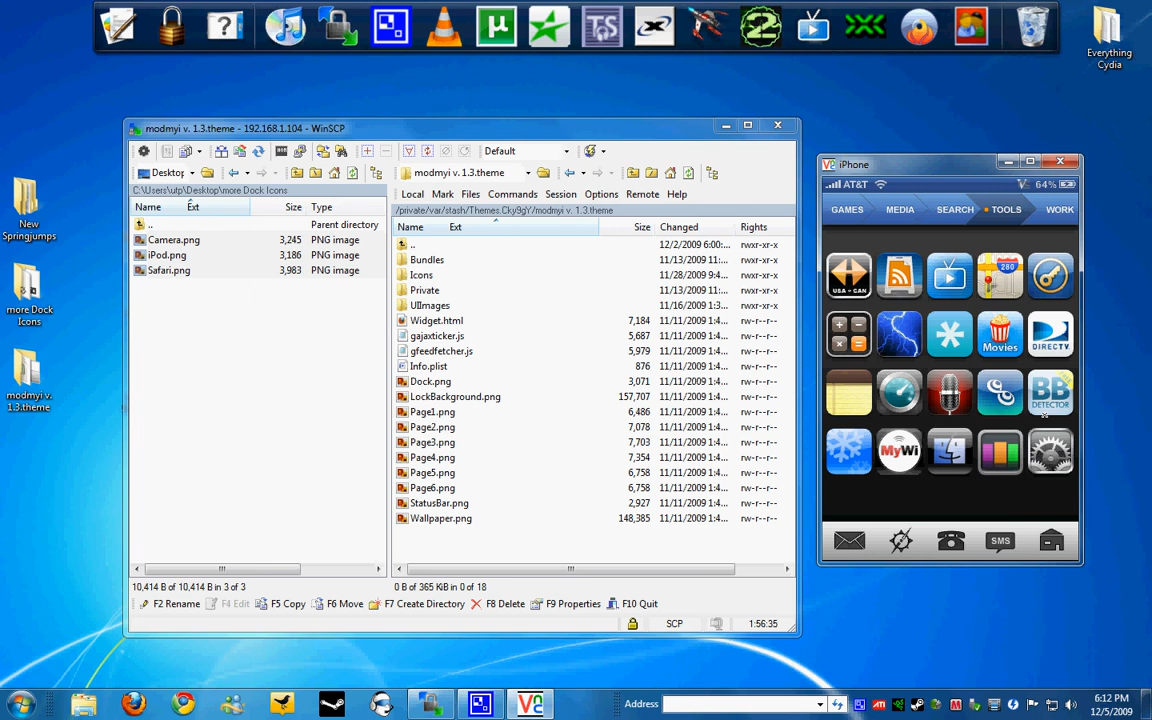 TS
2
Everything
Cydia
New
Springjumps
more Dock
Icons
modmyi v.
1.3.theme
modmyi v. 1.3.theme - 192.168.1.104 - WinSCP
Default
Desktop
modmyi v. 1.3.theme
C:\Users\utp\Desktop\more Dock Icons
Local Mark Files Commands Session Options Remote Help
/private/var/stash/Themes.Cky9gY/modmyi v. 1.3.theme
Name Ext Size Type
.. Parent directory
Camera.png 3,245 PNG image
iPod.png 3,186 PNG image
Safari.png 3,983 PNG image
Name Ext Size Changed Rights
.. 12/2/2009 6:00:... rwxr-xr-x
Bundles 11/13/2009 11:... rwxr-xr-x
Icons 11/28/2009 9:4... rwxr-xr-x
Private 11/13/2009 11:... rwxr-xr-x
UIImages 11/16/2009 1:3... rwxr-xr-x
Widget.html 7,184 11/11/2009 1:4... rw-r--r--
gajaxticker.js 5,687 11/11/2009 1:4... rw-r--r--
gfeedfetcher.js 5,979 11/11/2009 1:4... rw-r--r--
Info.plist 876 11/11/2009 1:4... rw-r--r--
Dock.png 3,071 11/11/2009 1:4... rw-r--r--
LockBackground.png 157,707 11/11/2009 1:4... rw-r--r--
Page1.png 6,486 11/11/2009 1:4... rw-r--r--
Page2.png 7,078 11/11/2009 1:4... rw-r--r--
Page3.png 7,703 11/11/2009 1:4... rw-r--r--
Page4.png 7,354 11/11/2009 1:4... rw-r--r--
Page5.png 6,758 11/11/2009 1:4... rw-r--r--
Page6.png 6,758 11/11/2009 1:4... rw-r--r--
StatusBar.png 2,927 11/11/2009 1:4... rw-r--r--
Wallpaper.png 148,385 11/11/2009 1:4... rw-r--r--
10,414 B of 10,414 B in 3 of 3
0 B of 365 KiB in 0 of 18
F2 Rename F4 Edit F5 Copy F6 Move F7 Create Directory F8 Delete F9 Properties F10 Quit
SCP 1:56:35
iPhone
AT&T 64%
GAMES MEDIA SEARCH TOOLS WORK
USA • CAN
280
Movies
DIRECTV
BB
DETECTOR
MyWi
SMS
Address
6:12 PM
12/5/2009